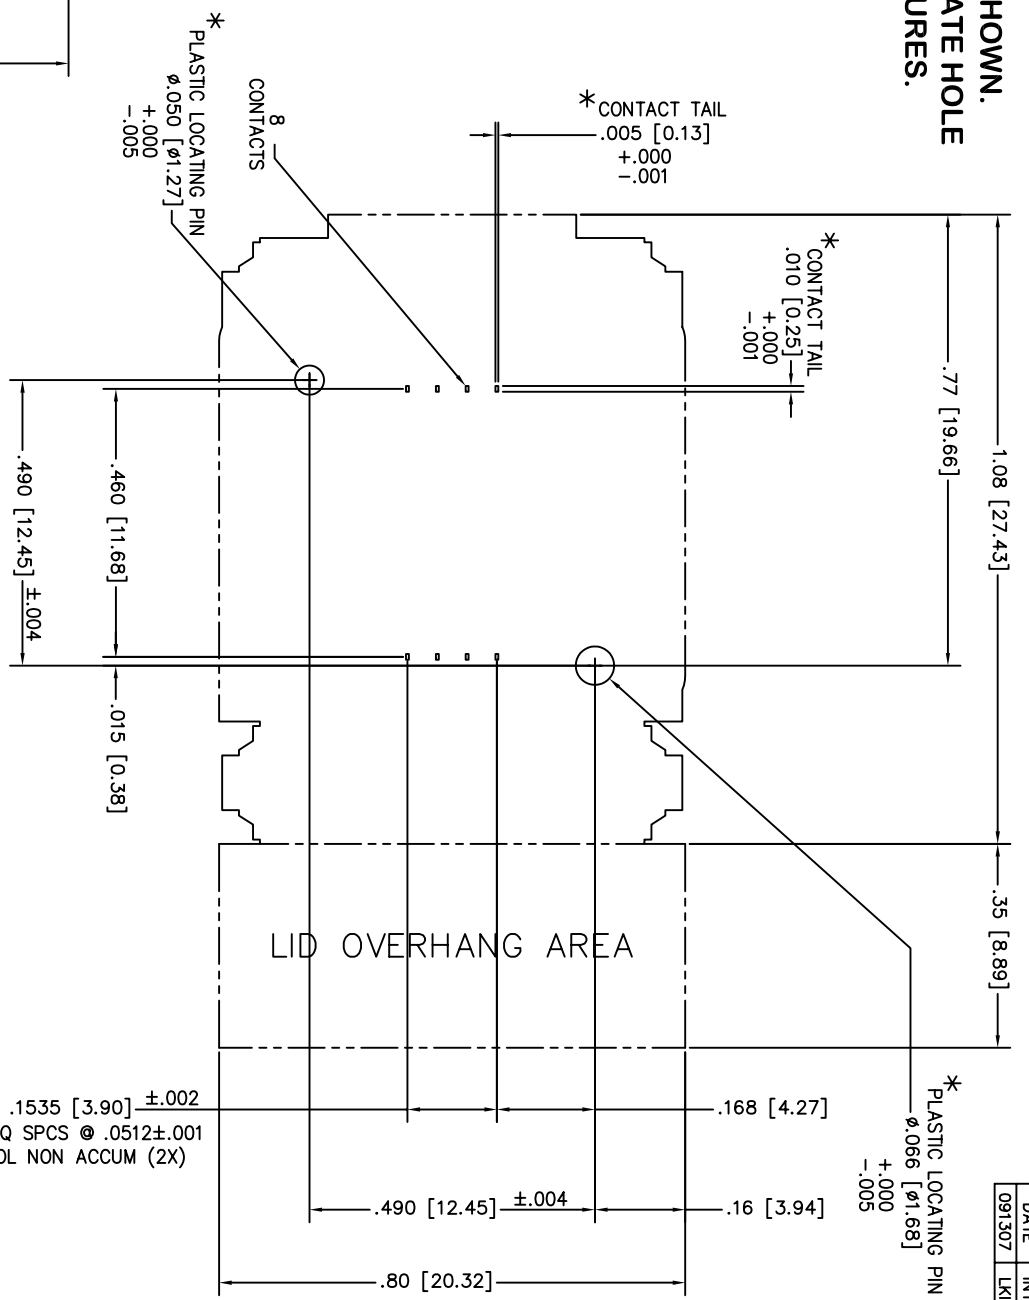 HOWN.
ATE HOLE
URES.
*
PLASTIC LOCATING PIN
ø.050 [ø1.27]
+.000
-.005
8
CONTACTS
*CONTACT TAIL
.005 [0.13]
+.000
-.001
*
CONTACT TAIL
.010 [0.25]
+.000
-.001
.77 [19.66]
1.08 [27.43]
.490 [12.45] ±.004
.460 [11.68]
.015 [0.38]
.35 [8.89]
LID OVERHANG AREA
*
PLASTIC LOCATING PIN
ø.066 [ø1.68]
+.000
-.005
.1535 [3.90] ±.002
Q SPCS @ .0512±.001
OL NON ACCUM (2X)
.168 [4.27]
.490 [12.45] ±.004
.16 [3.94]
.80 [20.32]
DATE
091307